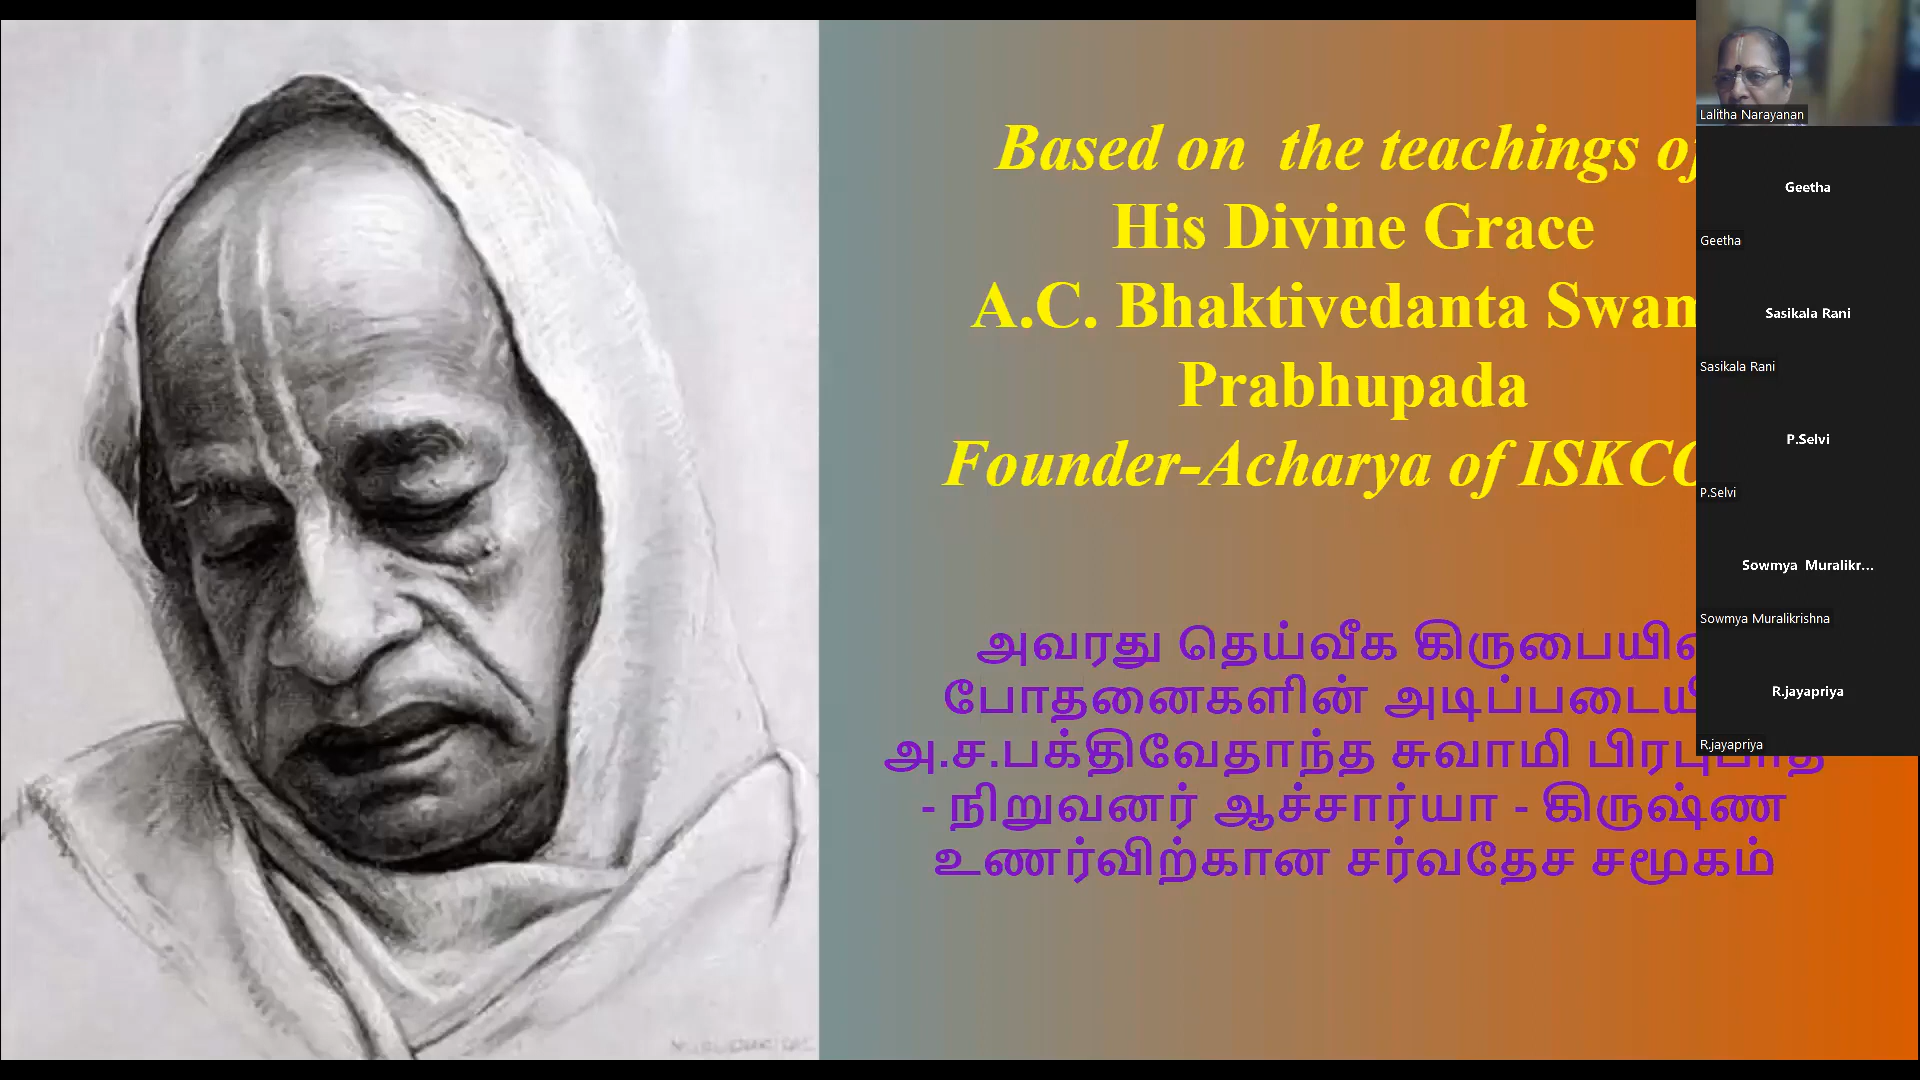 Based on the teachings of
His Divine Grace
A.C. Bhaktivedanta Swam
Prabhupada
Founder-Acharya of ISKCO
அவரது தெய்வீக கிருபையின
போதனைகளின் அடிப்படையி
அ.ச.பக்திவேதாந்த சுவாமி பிரபுபாத
- நிறுவனர் ஆச்சார்யா - கிருஷ்ண
உணர்விற்கான சர்வதேச சமூகம்
Lalitha Narayanan
Geetha
Geetha
Sasikala Rani
Sasikala Rani
P.Selvi
P.Selvi
Sowmya Muralikr...
Sowmya Muralikrishna
R.jayapriya
R.jayapriya